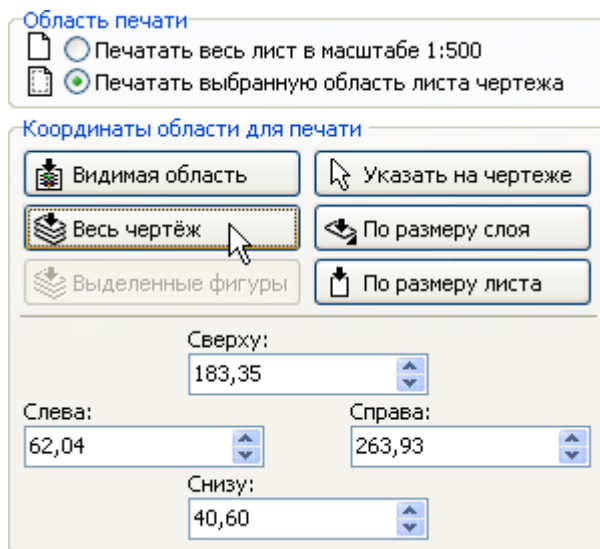 Область печати
Печатать весь лист в масштабе 1:500
Печатать выбранную область листа чертежа
Координаты области для печати
Видимая область
Указать на чертеже
Весь чертёж
По размеру слоя
Выделенные фигуры
По размеру листа
Сверху:
183,35
Слева:
Справа:
62,04
263,93
Снизу:
40,60